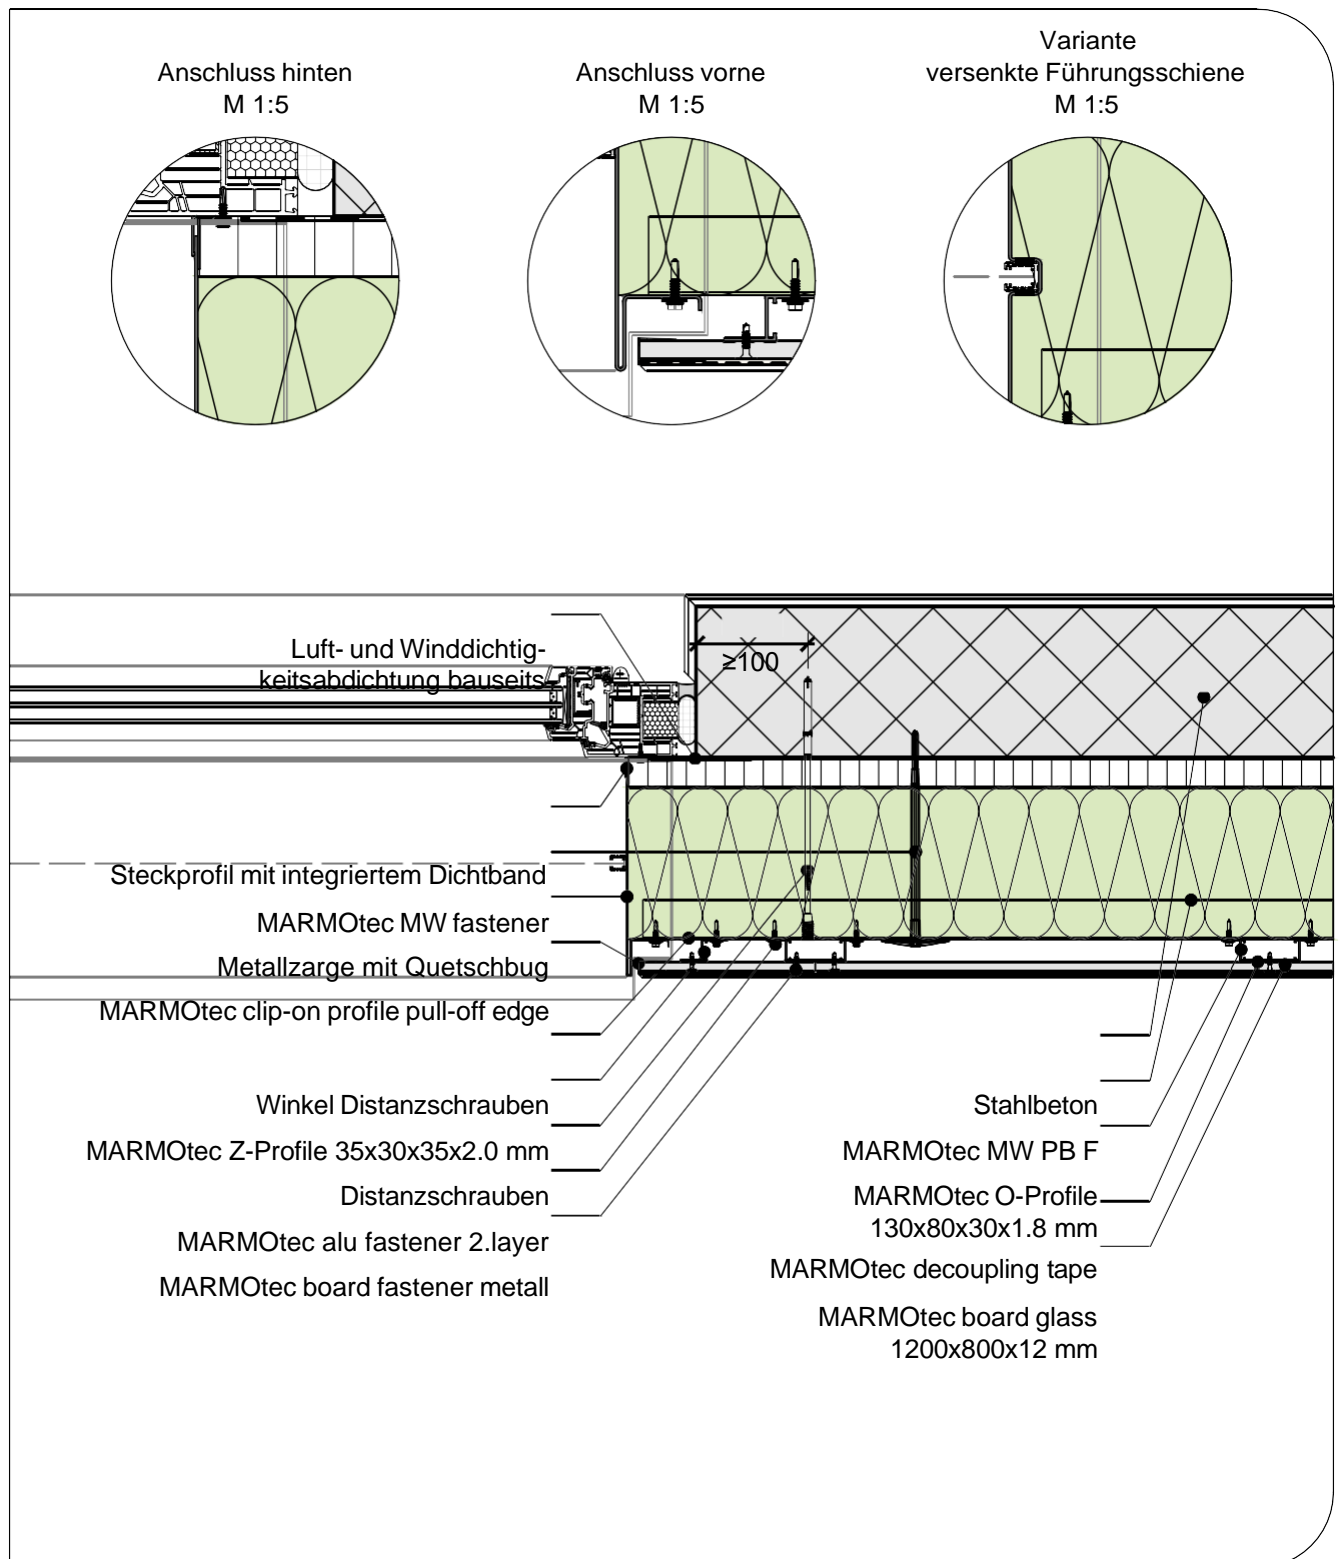 Anschluss hinten
M 1:5
Anschluss vorne
M 1:5
Variante
versenkte Führungsschiene
M 1:5
≥100
Luft- und Winddichtig-
keitsabdichtung bauseits
Steckprofil mit integriertem Dichtband
MARMOtec MW fastener
Metallzarge mit Quetschbug
MARMOtec clip-on profile pull-off edge
Winkel Distanzschrauben
MARMOtec Z-Profile 35x30x35x2.0 mm
Distanzschrauben
MARMOtec alu fastener 2.layer
MARMOtec board fastener metall
Stahlbeton
MARMOtec MW PB F
MARMOtec O-Profile
130x80x30x1.8 mm
MARMOtec decoupling tape
MARMOtec board glass
1200x800x12 mm